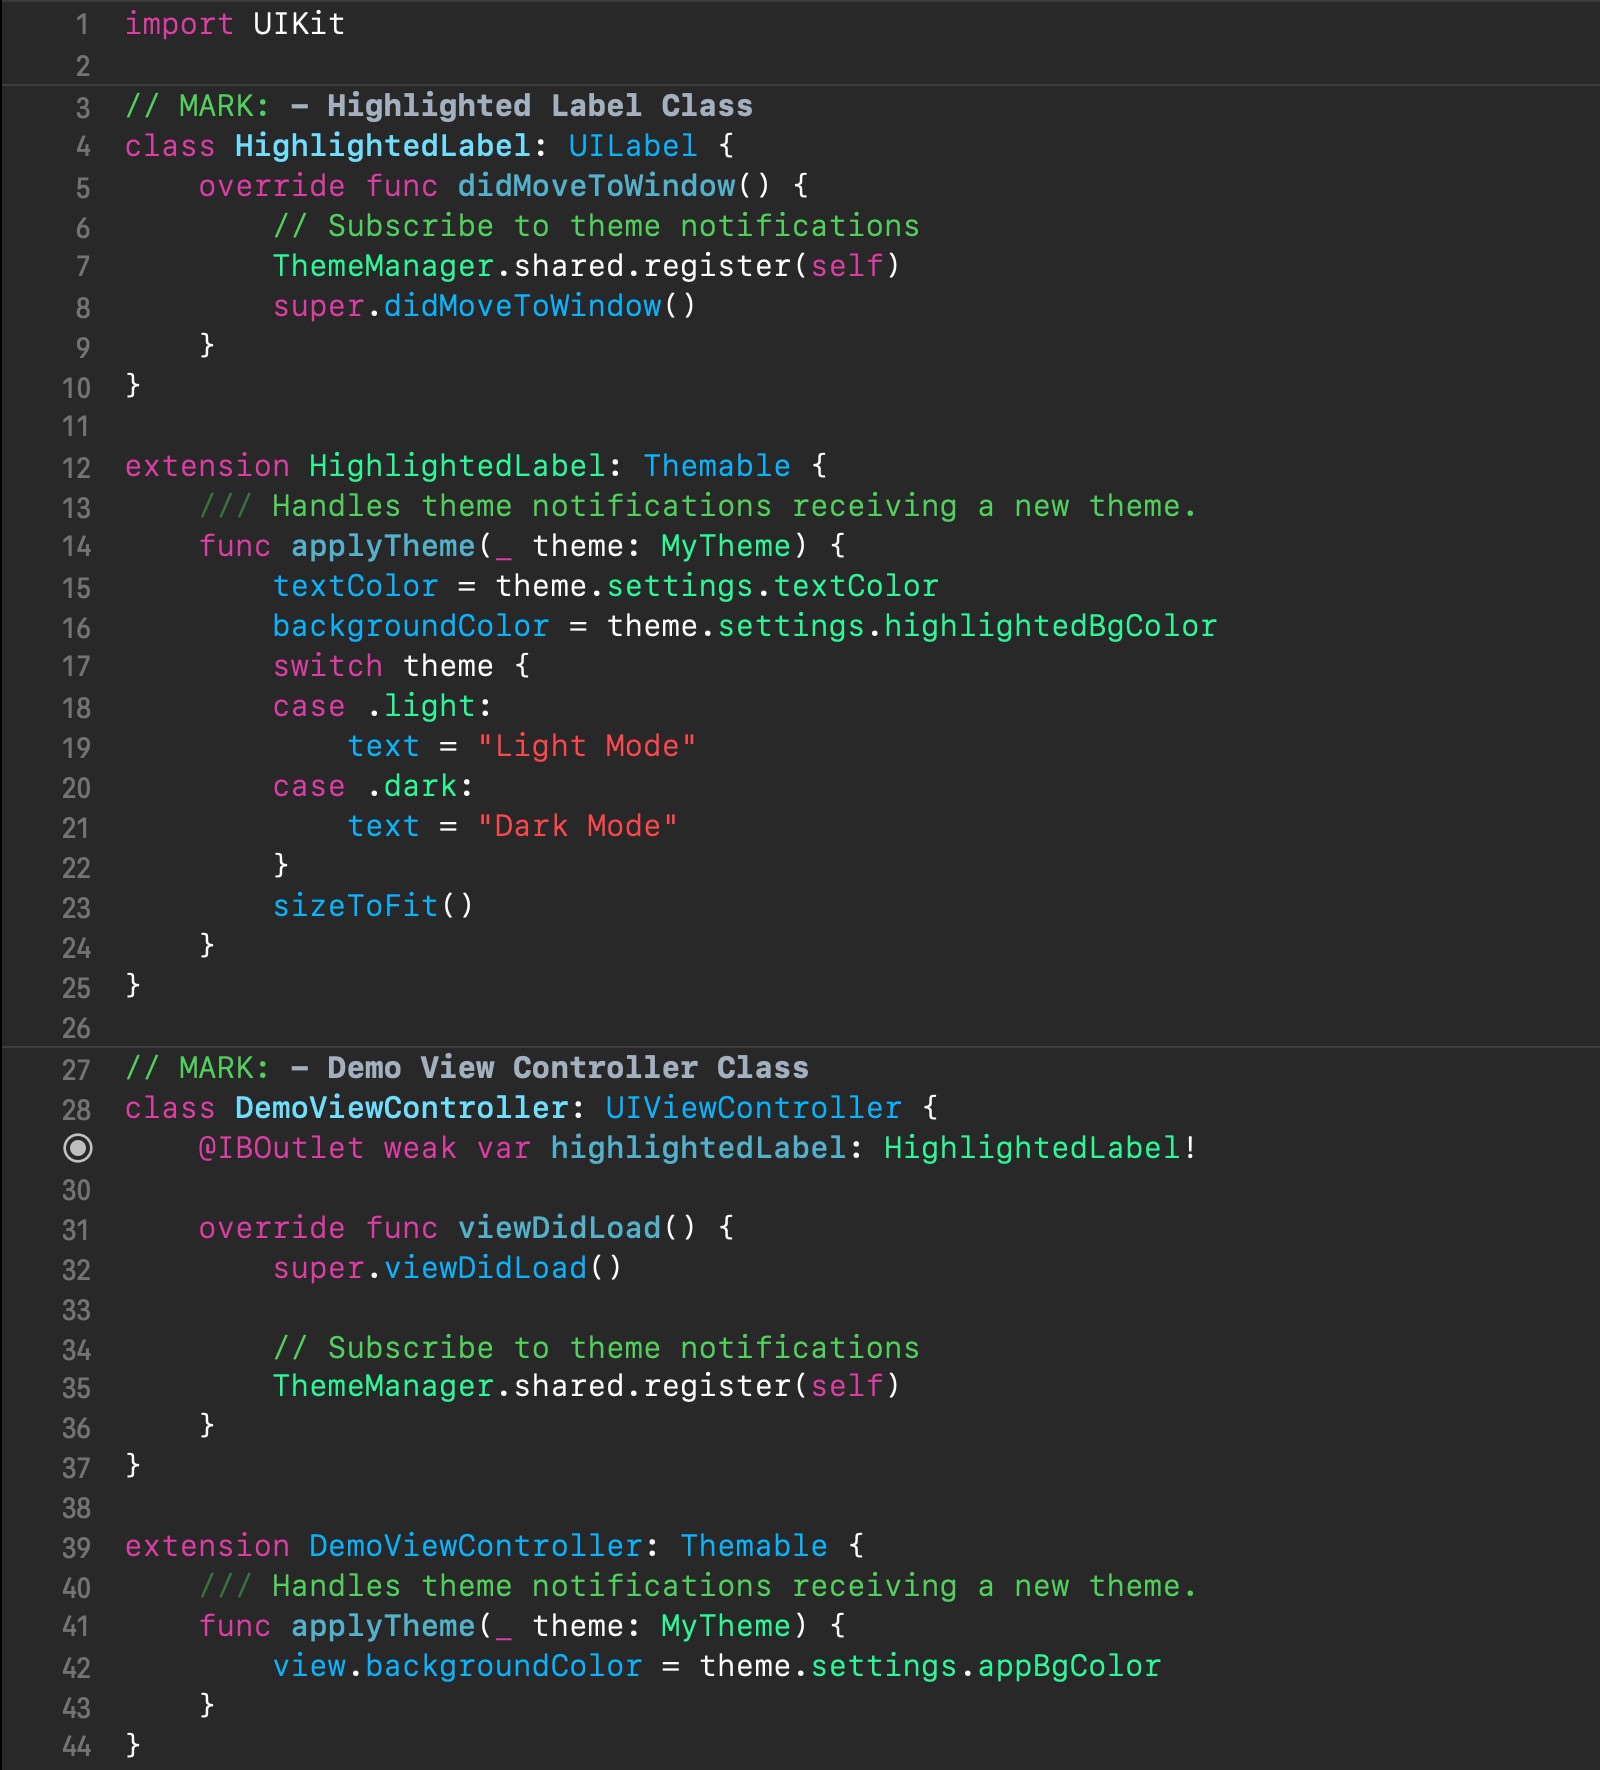 1 import UIKit
2
3 // MARK: - Highlighted Label Class
4 class HighlightedLabel: UILabel {
5     override func didMoveToWindow() {
6         // Subscribe to theme notifications
7         ThemeManager.shared.register(self)
8         super.didMoveToWindow()
9     }
10 }
11
12 extension HighlightedLabel: Themable {
13     /// Handles theme notifications receiving a new theme.
14     func applyTheme(_ theme: MyTheme) {
15         textColor = theme.settings.textColor
16         backgroundColor = theme.settings.highlightedBgColor
17         switch theme {
18         case .light:
19             text = "Light Mode"
20         case .dark:
21             text = "Dark Mode"
22         }
23         sizeToFit()
24     }
25 }
26
27 // MARK: - Demo View Controller Class
28 class DemoViewController: UIViewController {
    @IBOutlet weak var highlightedLabel: HighlightedLabel!
30
31     override func viewDidLoad() {
32         super.viewDidLoad()
33
34         // Subscribe to theme notifications
35         ThemeManager.shared.register(self)
36     }
37 }
38
39 extension DemoViewController: Themable {
40     /// Handles theme notifications receiving a new theme.
41     func applyTheme(_ theme: MyTheme) {
42         view.backgroundColor = theme.settings.appBgColor
43     }
44 }